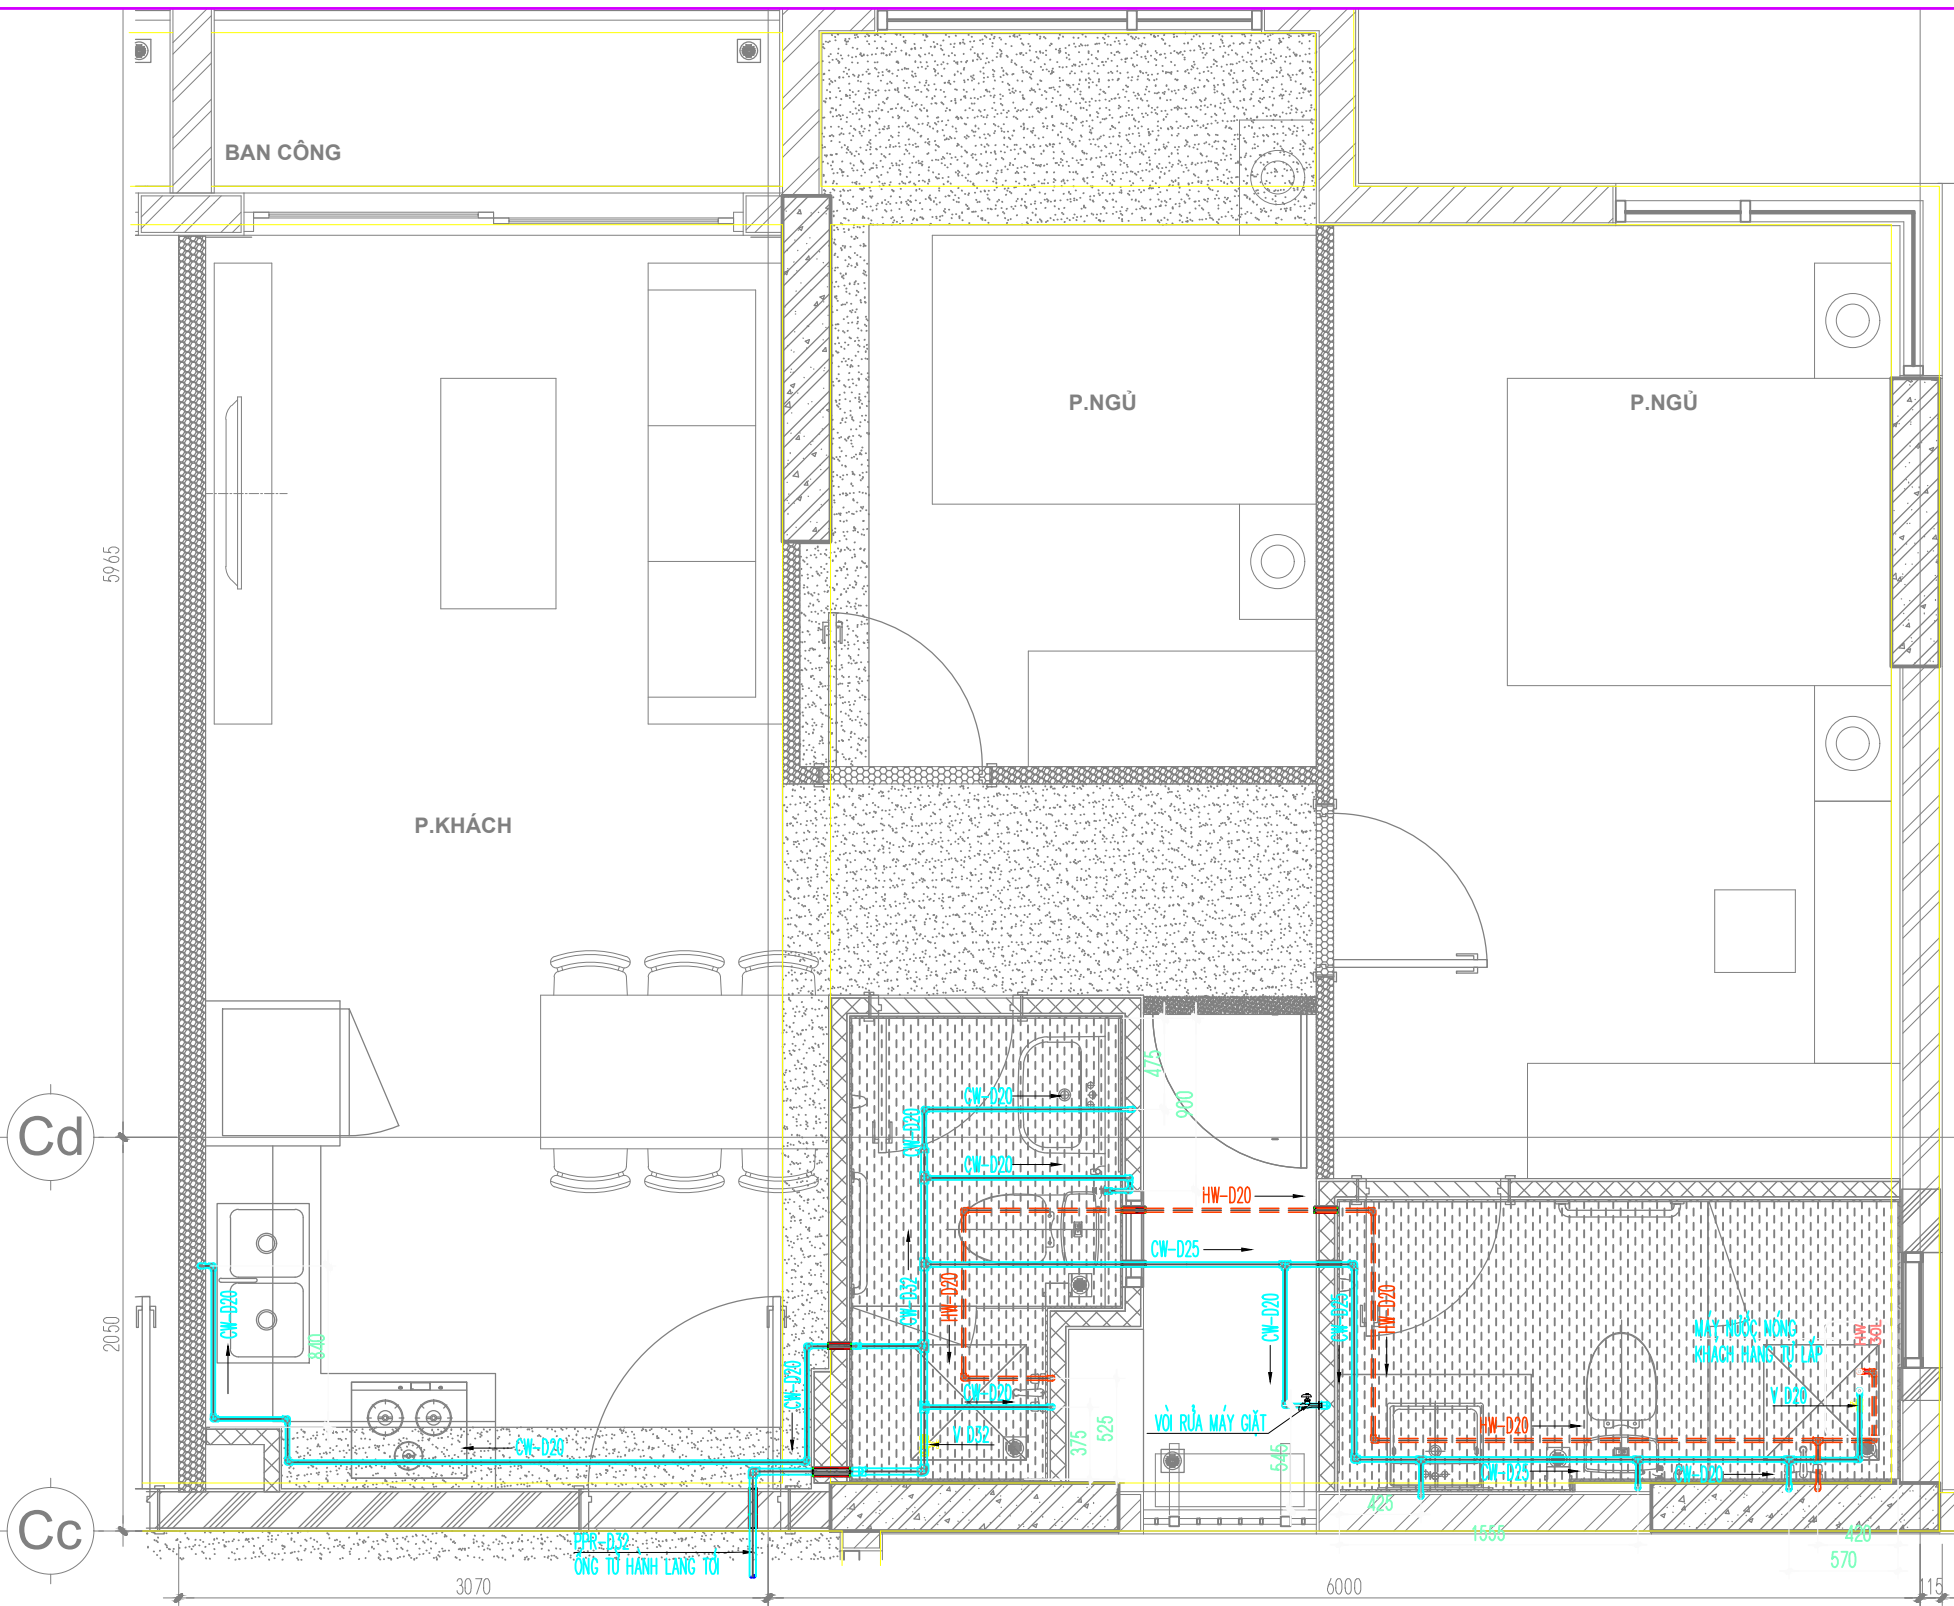 BAN CÔNG
P.NGỦ
P.NGỦ
5965
P.KHÁCH
475
900
CW-D20
CW-D20
CW-D20
Cd
HW-D20
CW-D25
CW-D32
HW-D20
CW-D20
CW-D25
HW-D20
CW-D20
840
2050
MÁY NƯỚC NÓNG
KHÁCH HÀNG TỰ LẮP
HW
CW-D20
CW-D20
V D20
VÒI RỬA MÁY GIẶT
525
375
V D52
HW-D20
CW-D20
545
CW-D25
CW-D20
425
Cc
1555
420
570
PPR-D32
ỐNG TỪ HÀNH LANG TỚI
3070
6000
115